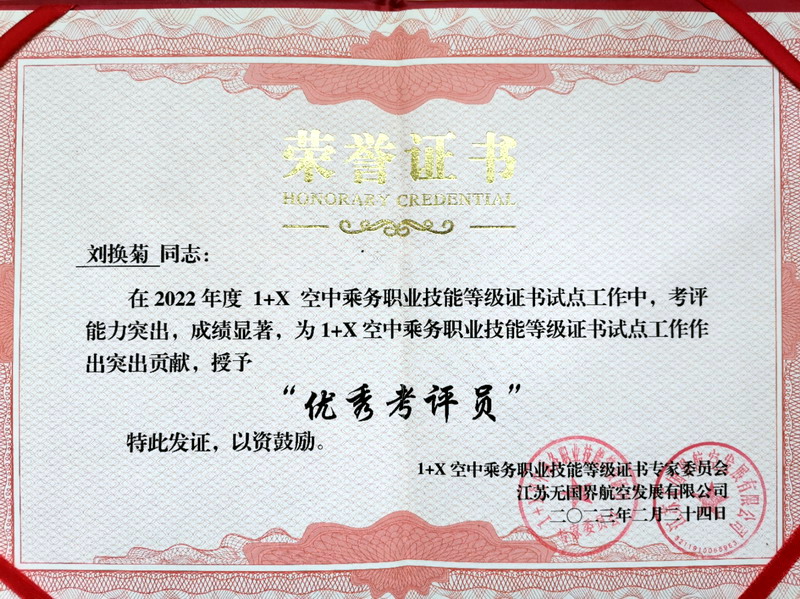 荣誉证书
HONORARY CREDENTIAL
刘换菊 同志：
在 2022 年度 1+X 空中乘务职业技能等级证书试点工作中，考评
能力突出，成绩显著，为 1+X 空中乘务职业技能等级证书试点工作作
出突出贡献，授予
“优秀考评员”
特此发证，以资鼓励。
1+X 空中乘务职业技能等级证书专家委员会
江苏无国界航空发展有限公司
二〇二三年二月二十四日